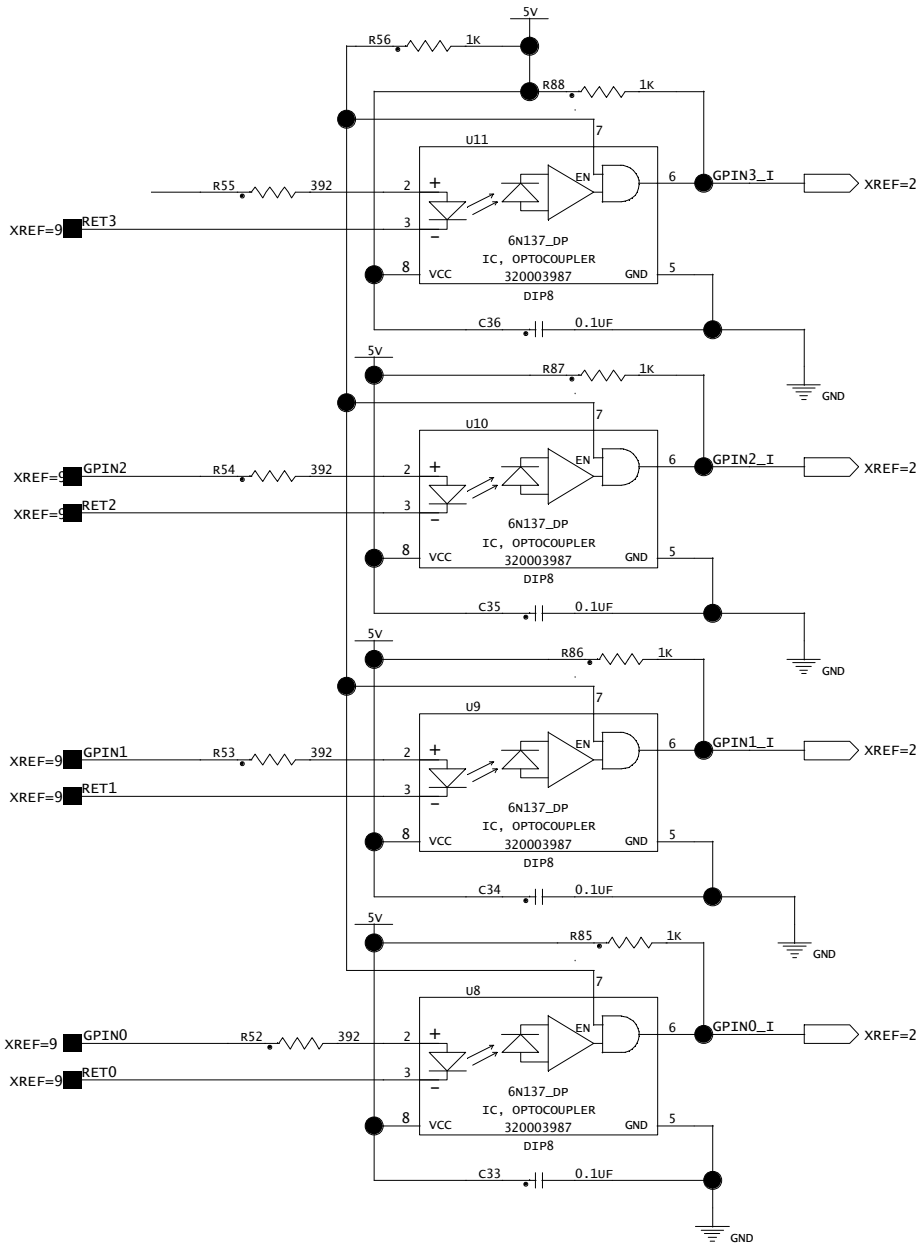 5V
R56 1K
R88 1K
7
U11
EN
GPIN3_I
R55 392 2 + 6 XREF=2
XREF=9 RET3 3 −
6N137_DP
IC, OPTOCOUPLER
8 VCC 320003987 GND 5
DIP8
C36 0.1UF
5V
R87 1K
GND
7
U10
EN
GPIN2_I
XREF=9 GPIN2 R54 392 2 + 6 XREF=2
XREF=9 RET2 3 −
6N137_DP
IC, OPTOCOUPLER
8 VCC 320003987 GND 5
DIP8
C35 0.1UF
5V
R86 1K
GND
7
U9
EN
GPIN1_I
XREF=9 GPIN1 R53 392 2 + 6 XREF=2
XREF=9 RET1 3 −
6N137_DP
IC, OPTOCOUPLER
8 VCC 320003987 GND 5
DIP8
C34 0.1UF
5V
R85 1K
GND
7
U8
EN
GPIN0_I
XREF=9 GPIN0 R52 392 2 + 6 XREF=2
XREF=9 RET0 3 −
6N137_DP
IC, OPTOCOUPLER
8 VCC 320003987 GND 5
DIP8
C33 0.1UF
GND